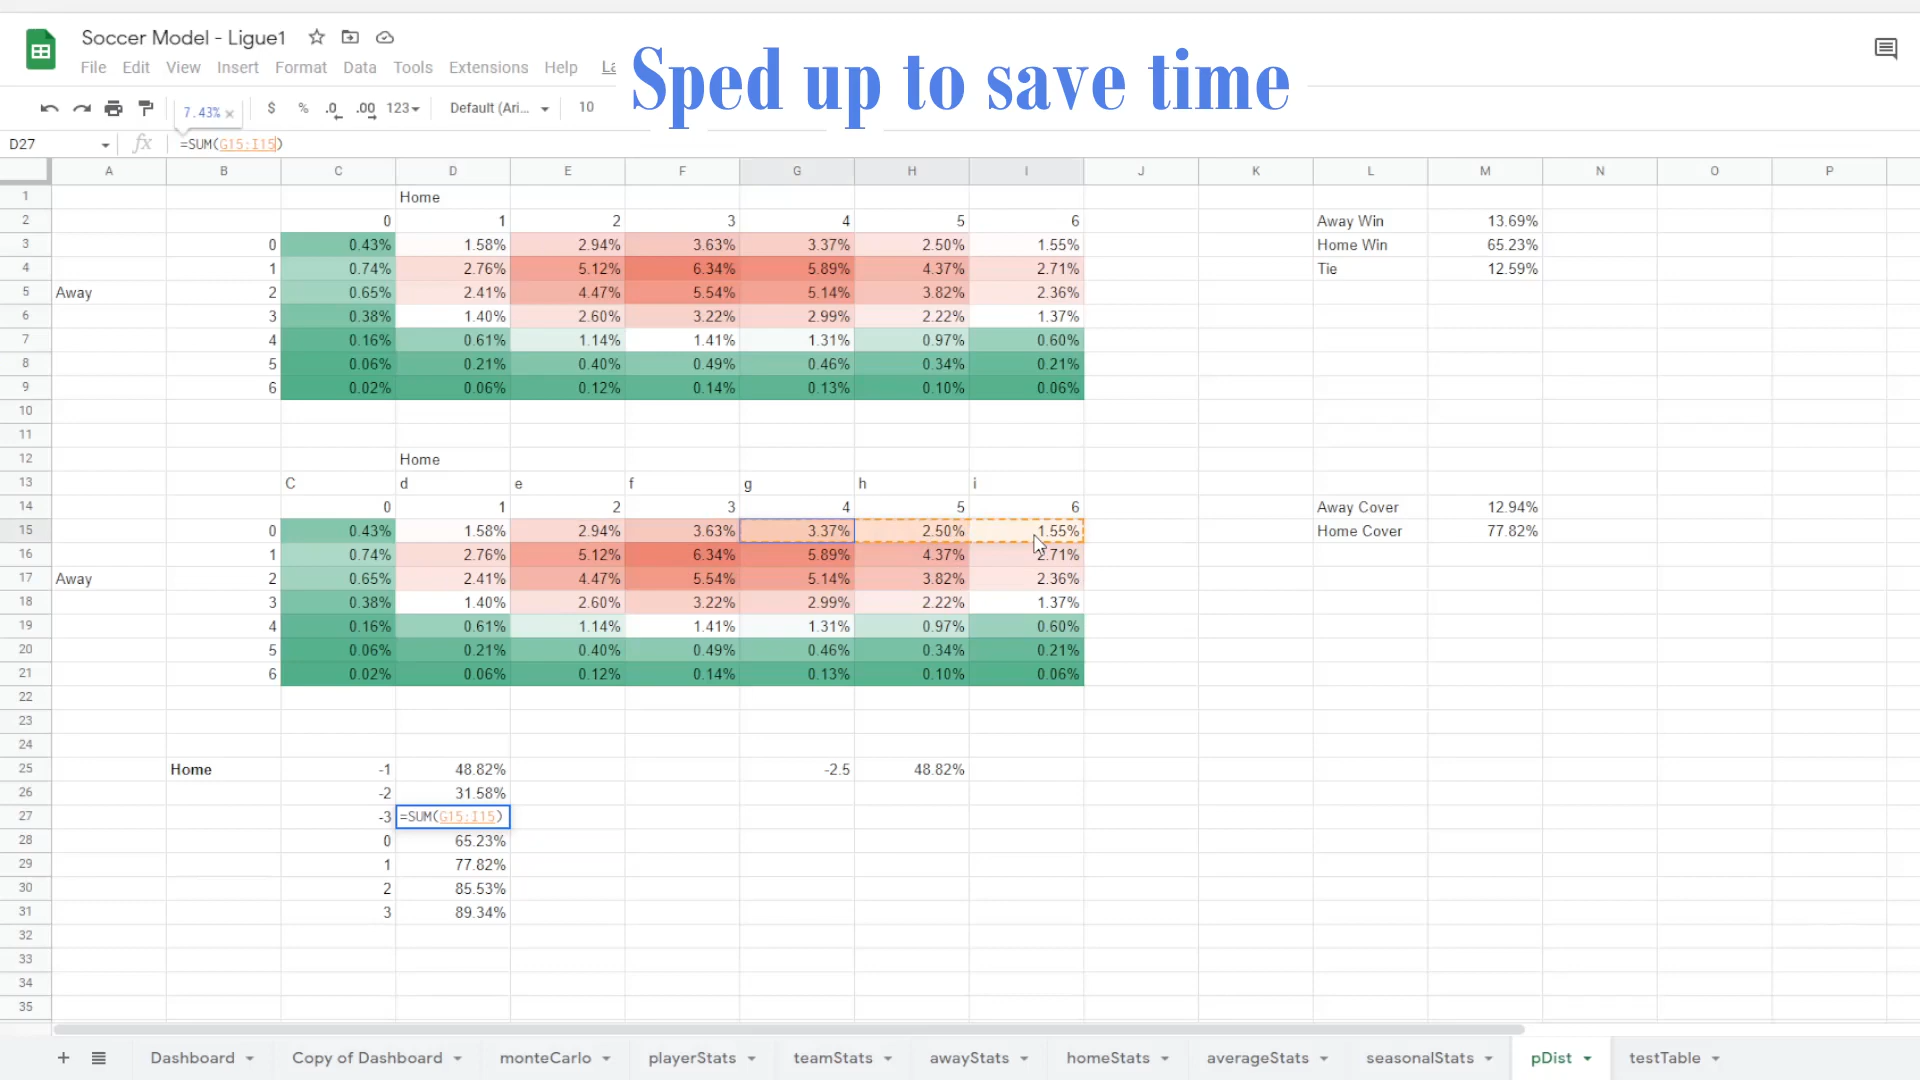 Soccer Model - Ligue1
Sped up to save time
File Edit View Insert Format Data Tools Extensions Help La
7.43% × $ % .0 .00 123 Default (Ari... 10
D27 fx =SUM(G15:I15)
A B C D E F G H I J K L M N O P
1 Home
2 0 1 2 3 4 5 6 Away Win 13.69%
3 0 0.43% 1.58% 2.94% 3.63% 3.37% 2.50% 1.55% Home Win 65.23%
4 1 0.74% 2.76% 5.12% 6.34% 5.89% 4.37% 2.71% Tie 12.59%
5 Away 2 0.65% 2.41% 4.47% 5.54% 5.14% 3.82% 2.36%
6 3 0.38% 1.40% 2.60% 3.22% 2.99% 2.22% 1.37%
7 4 0.16% 0.61% 1.14% 1.41% 1.31% 0.97% 0.60%
8 5 0.06% 0.21% 0.40% 0.49% 0.46% 0.34% 0.21%
9 6 0.02% 0.06% 0.12% 0.14% 0.13% 0.10% 0.06%
10
11
12 Home
13 C d e f g h i
14 0 1 2 3 4 5 6 Away Cover 12.94%
15 0 0.43% 1.58% 2.94% 3.63% 3.37% 2.50% 1.55% Home Cover 77.82%
16 1 0.74% 2.76% 5.12% 6.34% 5.89% 4.37% 2.71%
17 Away 2 0.65% 2.41% 4.47% 5.54% 5.14% 3.82% 2.36%
18 3 0.38% 1.40% 2.60% 3.22% 2.99% 2.22% 1.37%
19 4 0.16% 0.61% 1.14% 1.41% 1.31% 0.97% 0.60%
20 5 0.06% 0.21% 0.40% 0.49% 0.46% 0.34% 0.21%
21 6 0.02% 0.06% 0.12% 0.14% 0.13% 0.10% 0.06%
22
23
24
25 Home -1 48.82% -2.5 48.82%
26 -2 31.58%
27 -3 =SUM(G15:I15)
28 0 65.23%
29 1 77.82%
30 2 85.53%
31 3 89.34%
32
33
34
35
+ Dashboard Copy of Dashboard monteCarlo playerStats teamStats awayStats homeStats averageStats seasonalStats pDist testTable